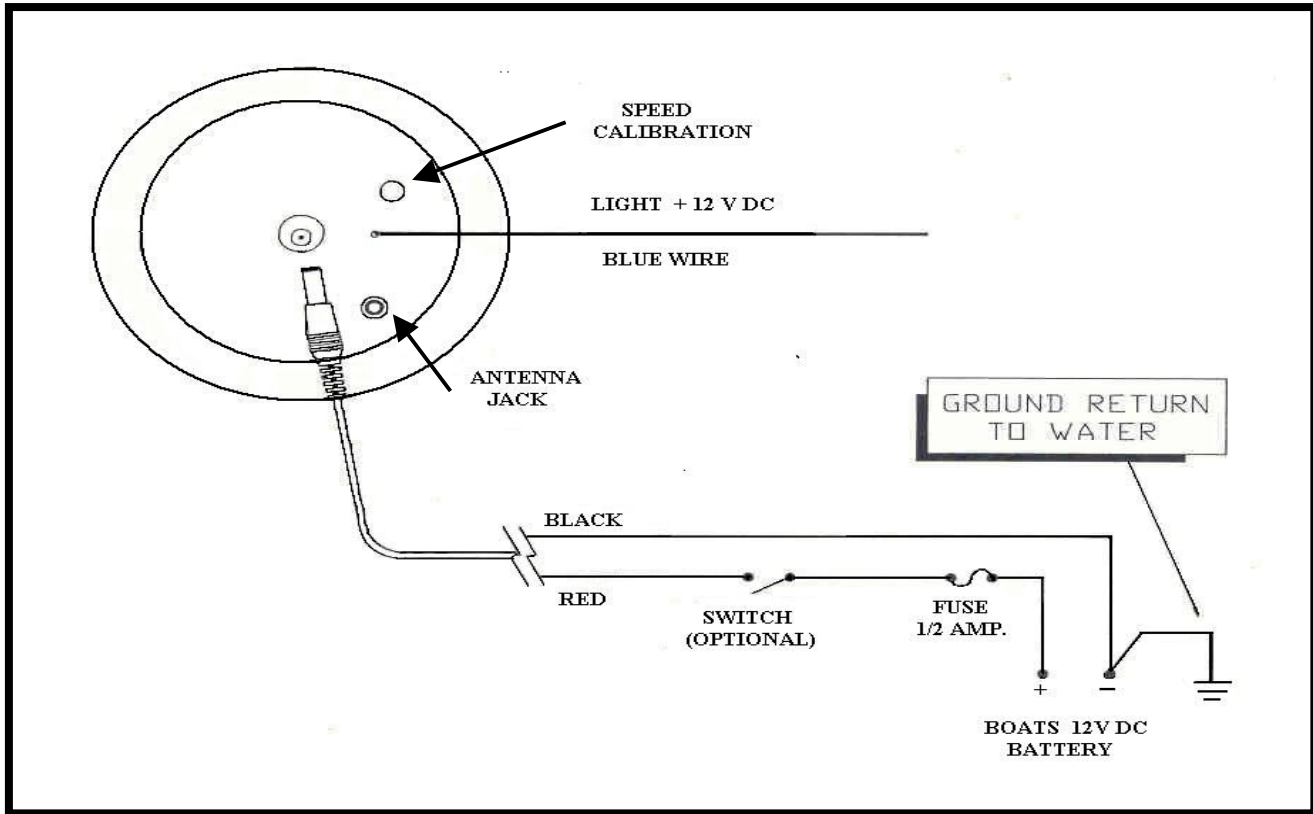 SPEED
CALIBRATION
LIGHT + 12 V DC
BLUE WIRE
ANTENNA
JACK
GROUND RETURN
TO WATER
BLACK
RED
SWITCH
(OPTIONAL)
FUSE
1/2 AMP.
+ −
BOATS 12V DC
BATTERY